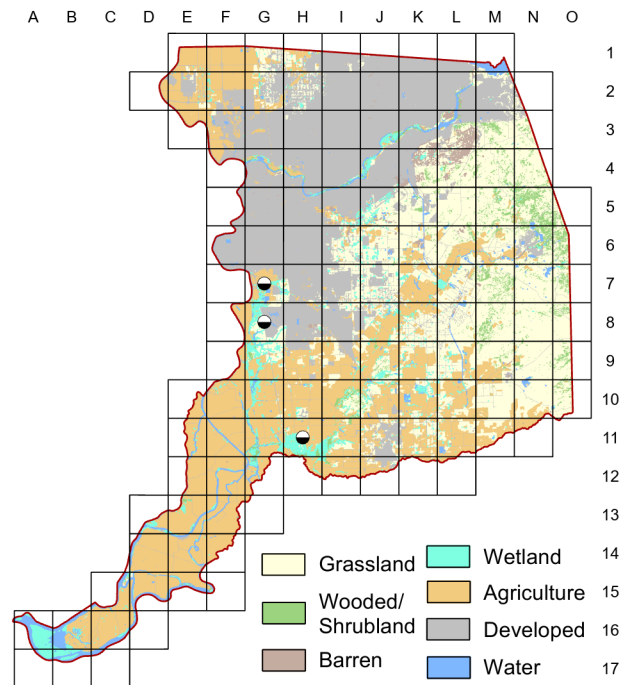 A B C D E F G H I J K L M N O
1
2
3
4
5
6
7
8
9
10
11
12
13
14
15
16
17
Grassland
Wooded/
Shrubland
Barren
Wetland
Agriculture
Developed
Water